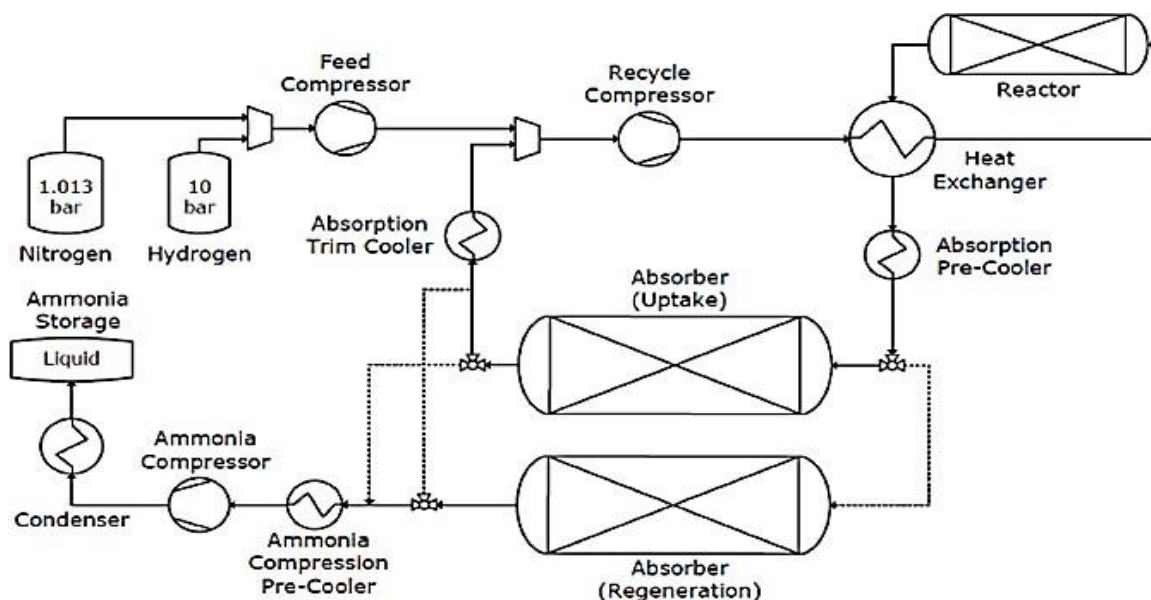 Feed
Compressor
Recycle
Compressor
Reactor
1.013
bar
10
bar
Nitrogen
Hydrogen
Heat
Exchanger
Absorption
Trim Cooler
Absorption
Pre-Cooler
Absorber
(Uptake)
Ammonia
Storage
Liquid
Ammonia
Compressor
Condenser
Ammonia
Compression
Pre-Cooler
Absorber
(Regeneration)